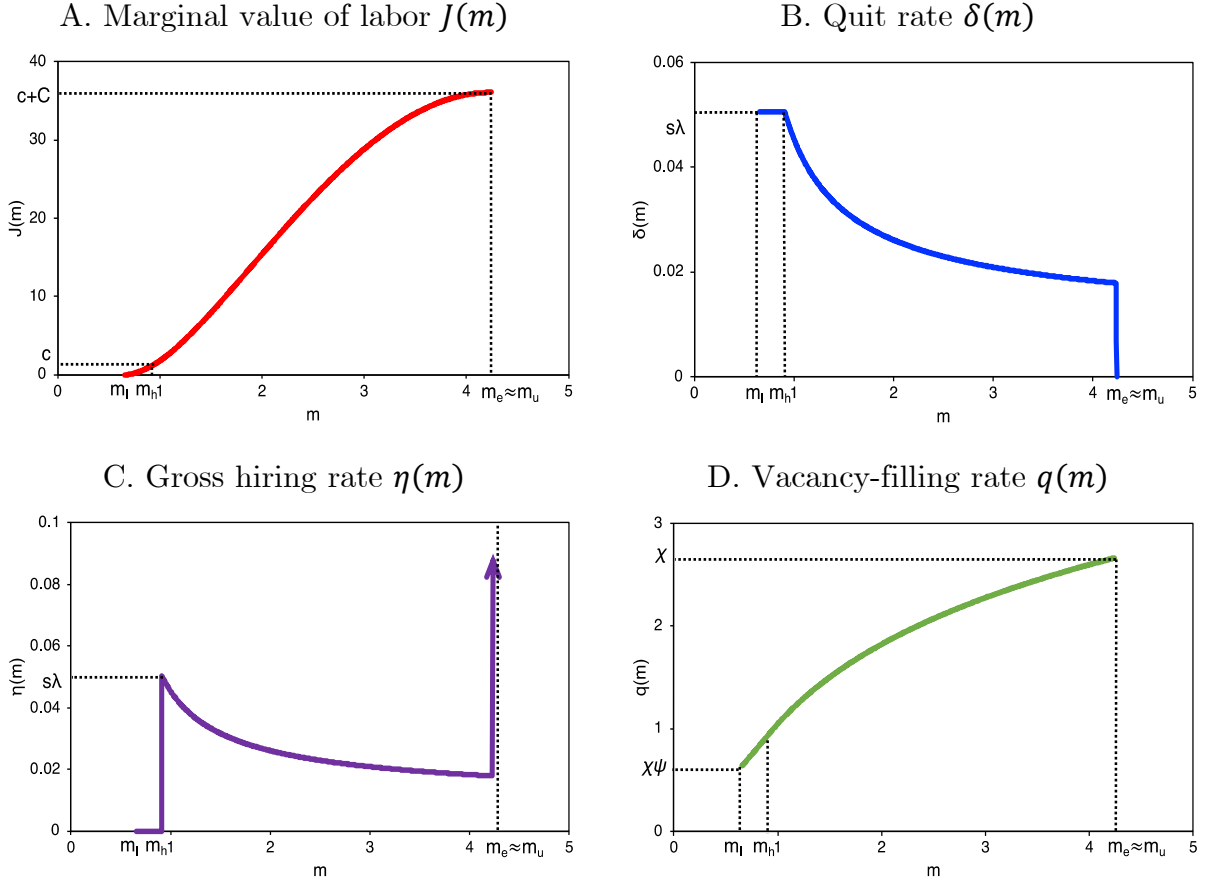 A. Marginal value of labor J(m)
40
c+C
30
20
10
c
0
J(m)
0
mₗ
mₕ1
2
3
4
mₑ≈mᵤ
5
m
B. Quit rate δ(m)
0.06
sλ
0.04
0.02
0
δ(m)
0
mₗ
mₕ1
2
3
4
mₑ≈mᵤ
5
m
C. Gross hiring rate η(m)
0.1
0.08
0.06
sλ
0.04
0.02
0
η(m)
0
mₗ
mₕ1
2
3
4
mₑ≈mᵤ
5
m
D. Vacancy-filling rate q(m)
3
χ
2
1
χψ
0
q(m)
0
mₗ
mₕ1
2
3
4
mₑ≈mᵤ
5
m